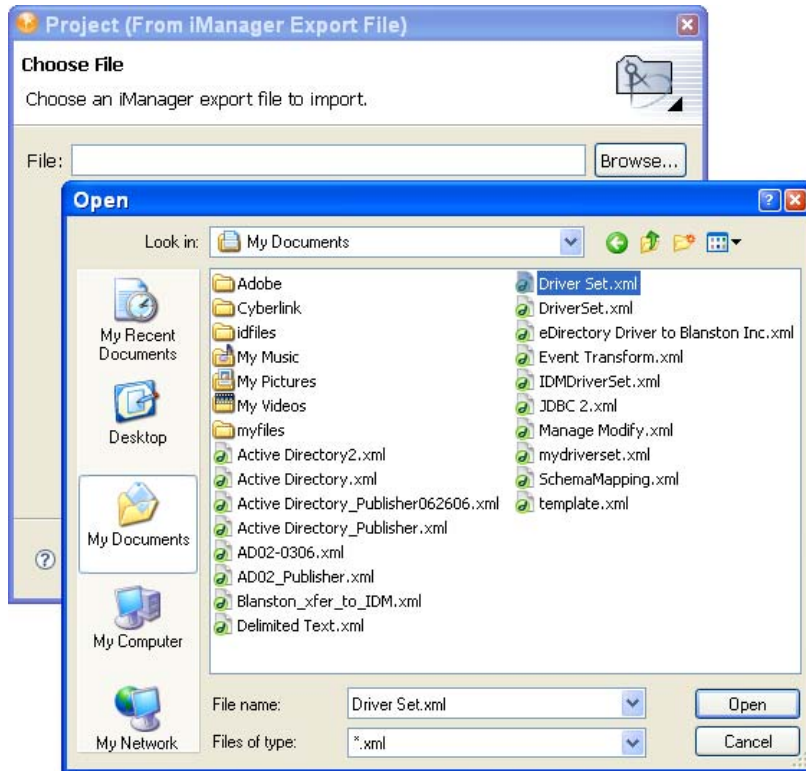 Project (From iManager Export File)
Choose File
Choose an iManager export file to import.
File:
Browse...
Open
Look in:
My Documents
My Recent
Documents
Desktop
My Documents
My Computer
My Network
Adobe
Cyberlink
idfiles
My Music
My Pictures
My Videos
myfiles
Active Directory2.xml
Active Directory.xml
Active Directory_Publisher062606.xml
Active Directory_Publisher.xml
AD02-0306.xml
AD02_Publisher.xml
Blanston_xfer_to_IDM.xml
Delimited Text.xml
Driver Set.xml
DriverSet.xml
eDirectory Driver to Blanston Inc.xml
Event Transform.xml
IDMDriverSet.xml
JDBC 2.xml
Manage Modify.xml
mydriverset.xml
SchemaMapping.xml
template.xml
File name:
Driver Set.xml
Open
Files of type:
*.xml
Cancel